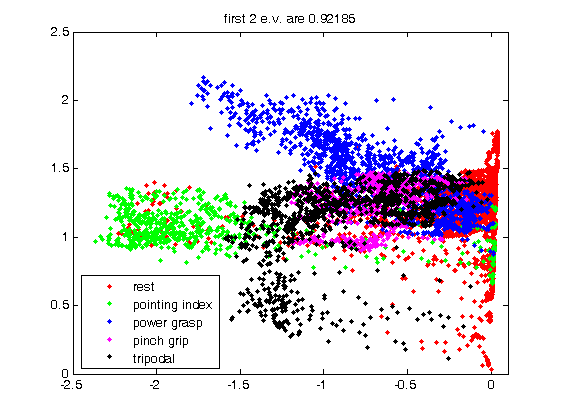 first 2 e.v. are 0.92185
2.5
2
1.5
1
0.5
0
rest
pointing index
power grasp
pinch grip
tripodal
-2.5 -2 -1.5 -1 -0.5 0